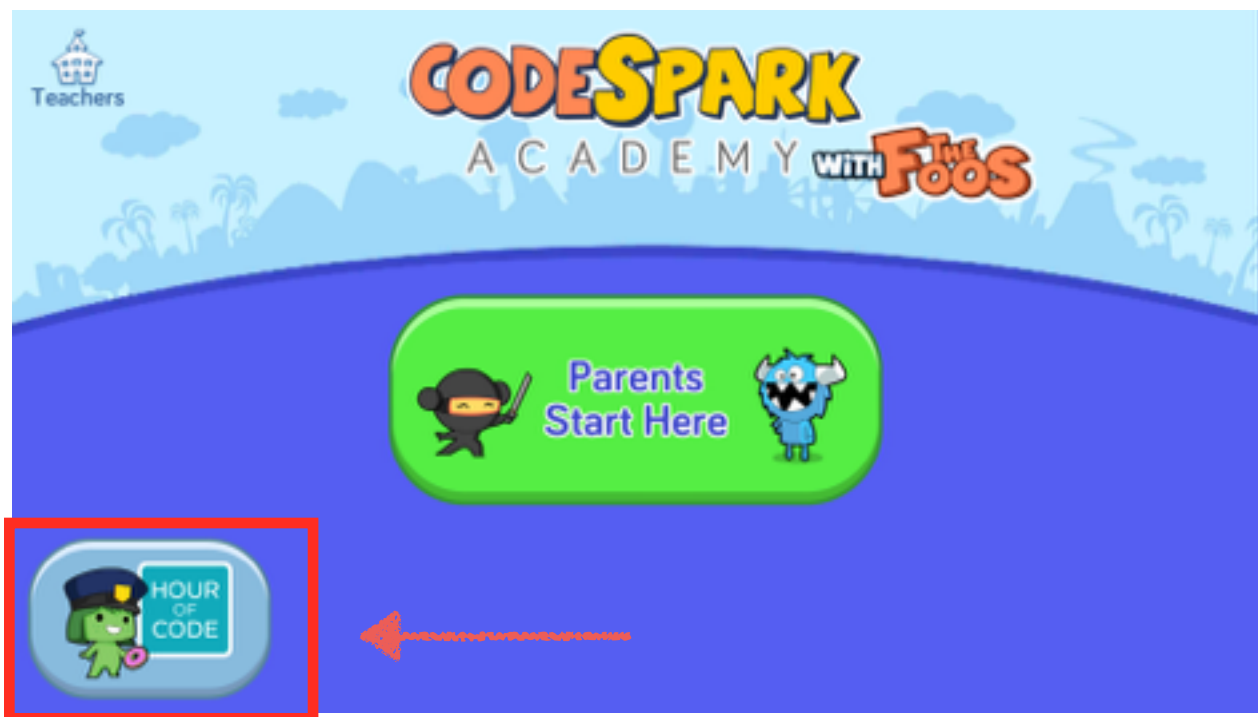 Teachers
CODESPARK
ACADEMY WITH THE FOOS
Parents
Start Here
HOUR
OF
CODE